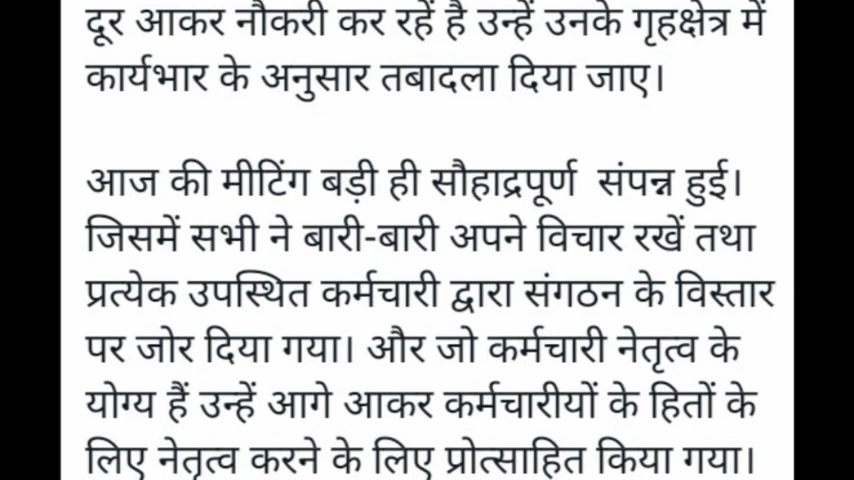 दूर आकर नौकरी कर रहें है उन्हें उनके गृहक्षेत्र में
कार्यभार के अनुसार तबादला दिया जाए।
आज की मीटिंग बड़ी ही सौहाद्रपूर्ण संपन्न हुई।
जिसमें सभी ने बारी-बारी अपने विचार रखें तथा
प्रत्येक उपस्थित कर्मचारी द्वारा संगठन के विस्तार
पर जोर दिया गया। और जो कर्मचारी नेतृत्व के
योग्य हैं उन्हें आगे आकर कर्मचारीयों के हितों के
लिए नेतृत्व करने के लिए प्रोत्साहित किया गया।